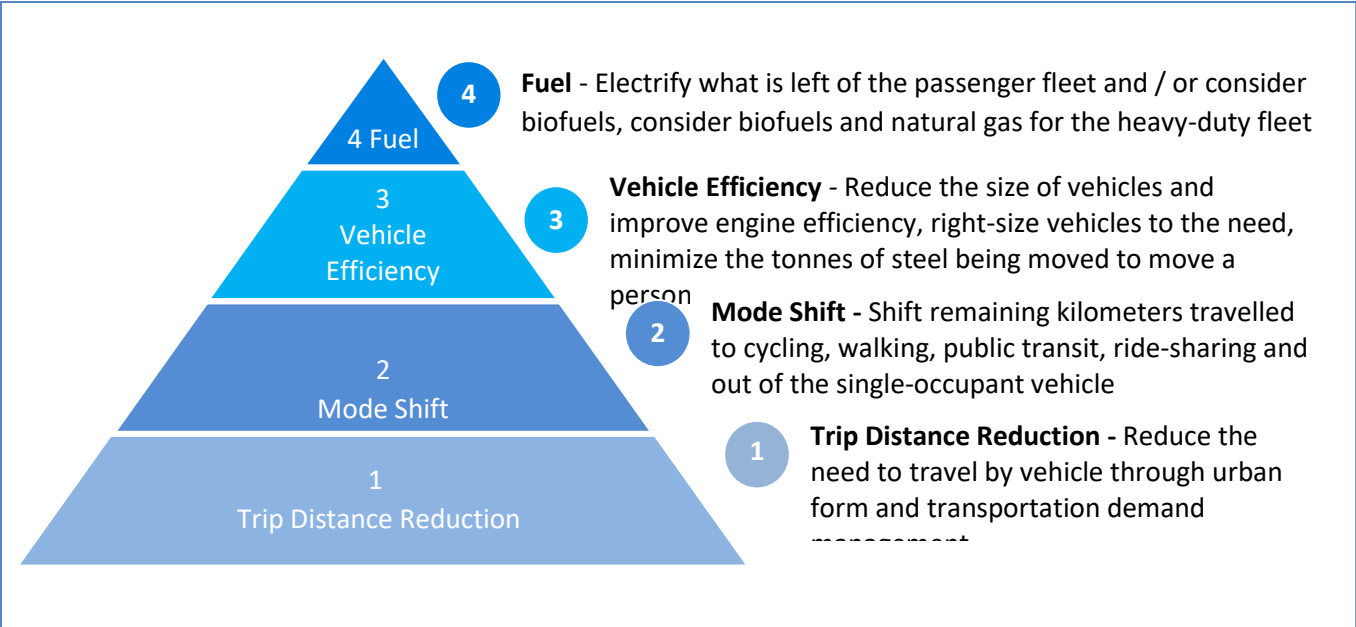 4
Fuel - Electrify what is left of the passenger fleet and / or consider
biofuels, consider biofuels and natural gas for the heavy-duty fleet
4 Fuel
3
Vehicle
Efficiency
3
Vehicle Efficiency - Reduce the size of vehicles and
improve engine efficiency, right-size vehicles to the need,
minimize the tonnes of steel being moved to move a
person
2
Mode Shift
2
Mode Shift - Shift remaining kilometers travelled
to cycling, walking, public transit, ride-sharing and
out of the single-occupant vehicle
1
Trip Distance Reduction
1
Trip Distance Reduction - Reduce the
need to travel by vehicle through urban
form and transportation demand
management